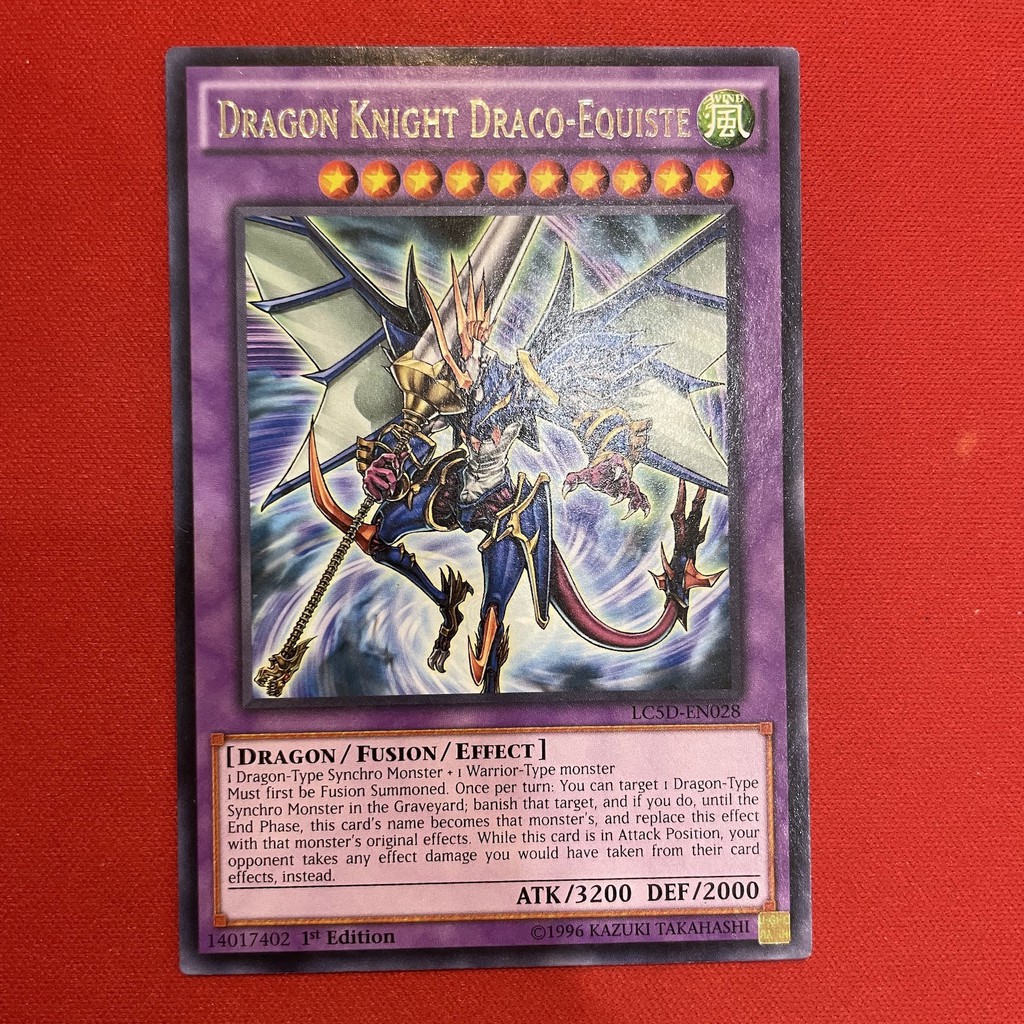 DRAGON KNIGHT DRACO-EQUISTE
WIND
風
LC5D-EN028
[DRAGON / FUSION / EFFECT]
1 Dragon-Type Synchro Monster + 1 Warrior-Type monster
Must first be Fusion Summoned. Once per turn: You can target 1 Dragon-Type
Synchro Monster in the Graveyard; banish that target, and if you do, until the
End Phase, this card's name becomes that monster's, and replace this effect
with that monster's original effects. While this card is in Attack Position, your
opponent takes any effect damage you would have taken from their card
effects, instead.
ATK/3200 DEF/2000
14017402 1st Edition
©1996 KAZUKI TAKAHASHI